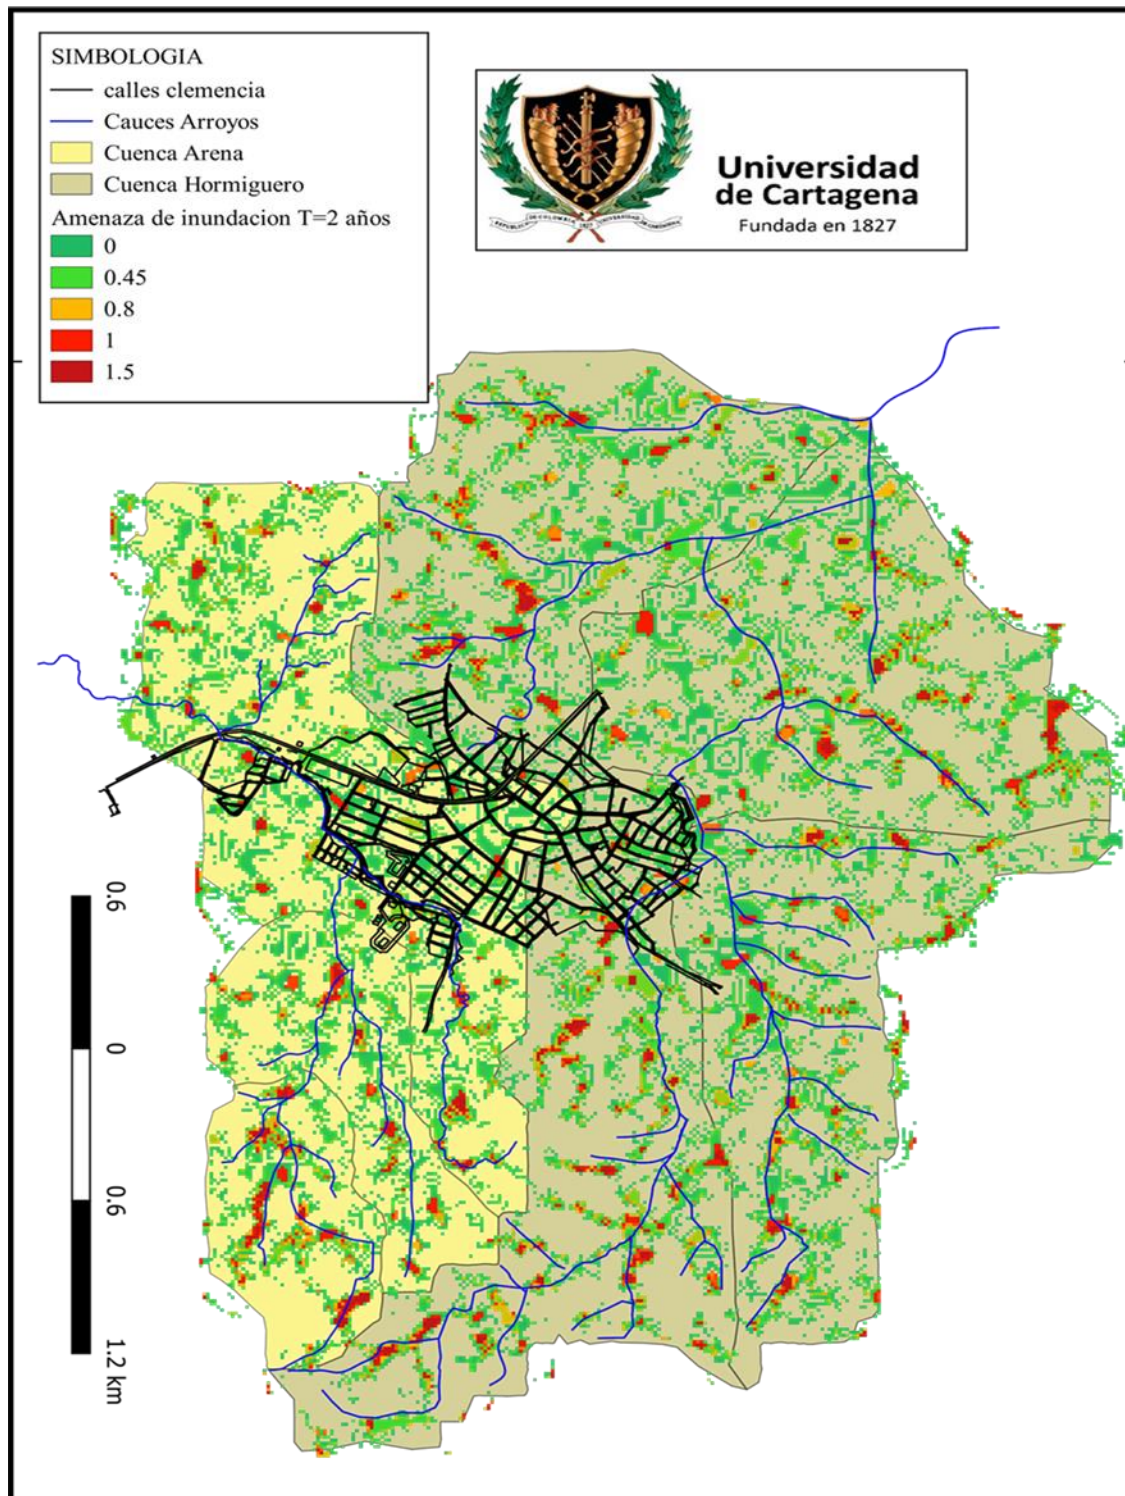 SIMBOLOGIA
calles clemencia
Cauces Arroyos
Cuenca Arena
Cuenca Hormiguero
Amenaza de inundacion T=2 años
0
0.45
0.8
1
1.5
Universidad
de Cartagena
Fundada en 1827
1827
0.6
0
0.6
1.2 km